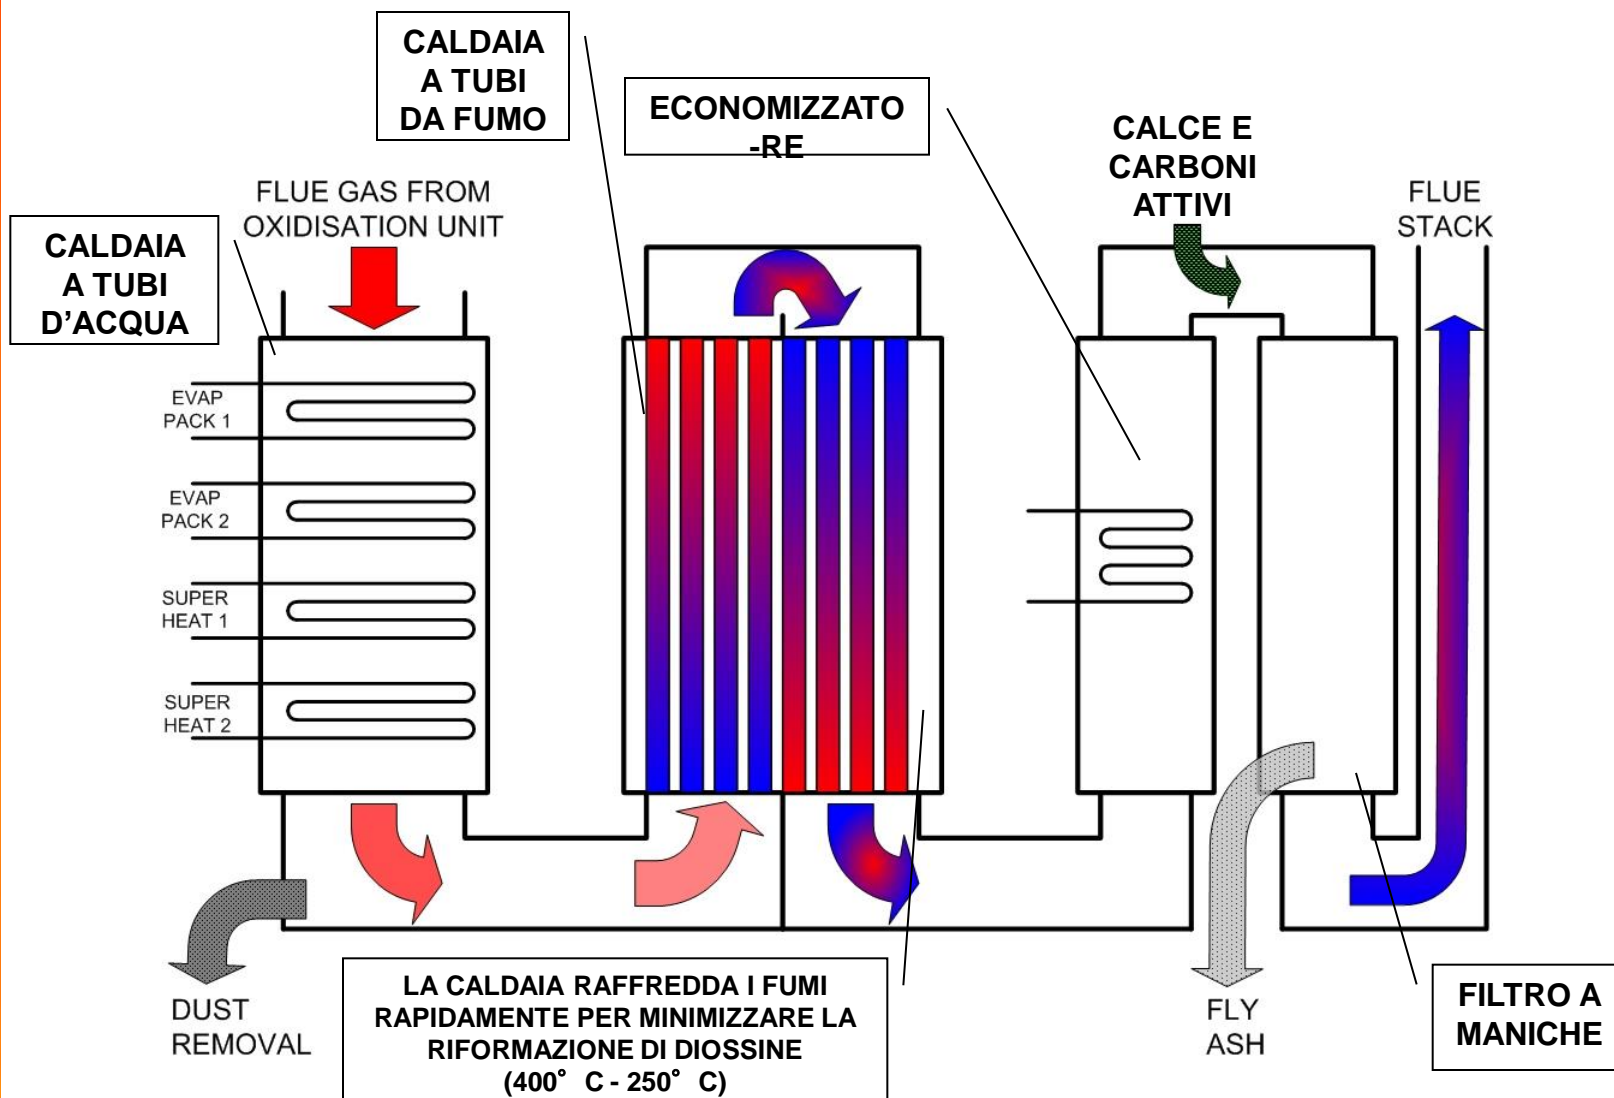 CALDAIA
A TUBI
DA FUMO
ECONOMIZZATO
-RE
CALCE E
CARBONI
ATTIVI
FLUE GAS FROM
OXIDISATION UNIT
FLUE
STACK
CALDAIA
A TUBI
D’ACQUA
EVAP
PACK 1
EVAP
PACK 2
SUPER
HEAT 1
SUPER
HEAT 2
DUST
REMOVAL
LA CALDAIA RAFFREDDA I FUMI
RAPIDAMENTE PER MINIMIZZARE LA
RIFORMAZIONE DI DIOSSINE
(400° C - 250° C)
FLY
ASH
FILTRO A
MANICHE